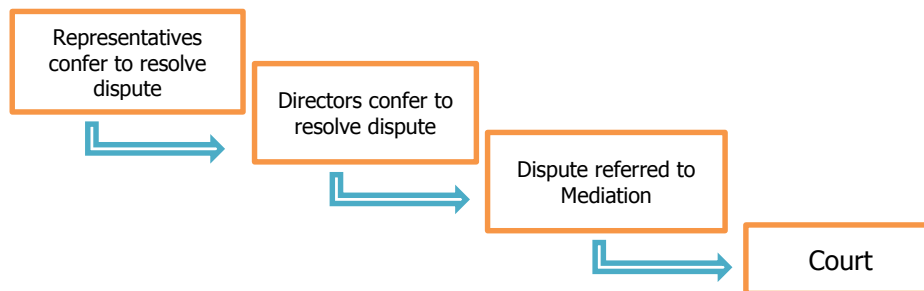 Representatives
confer to resolve
dispute
Directors confer to
resolve dispute
Dispute referred to
Mediation
Court